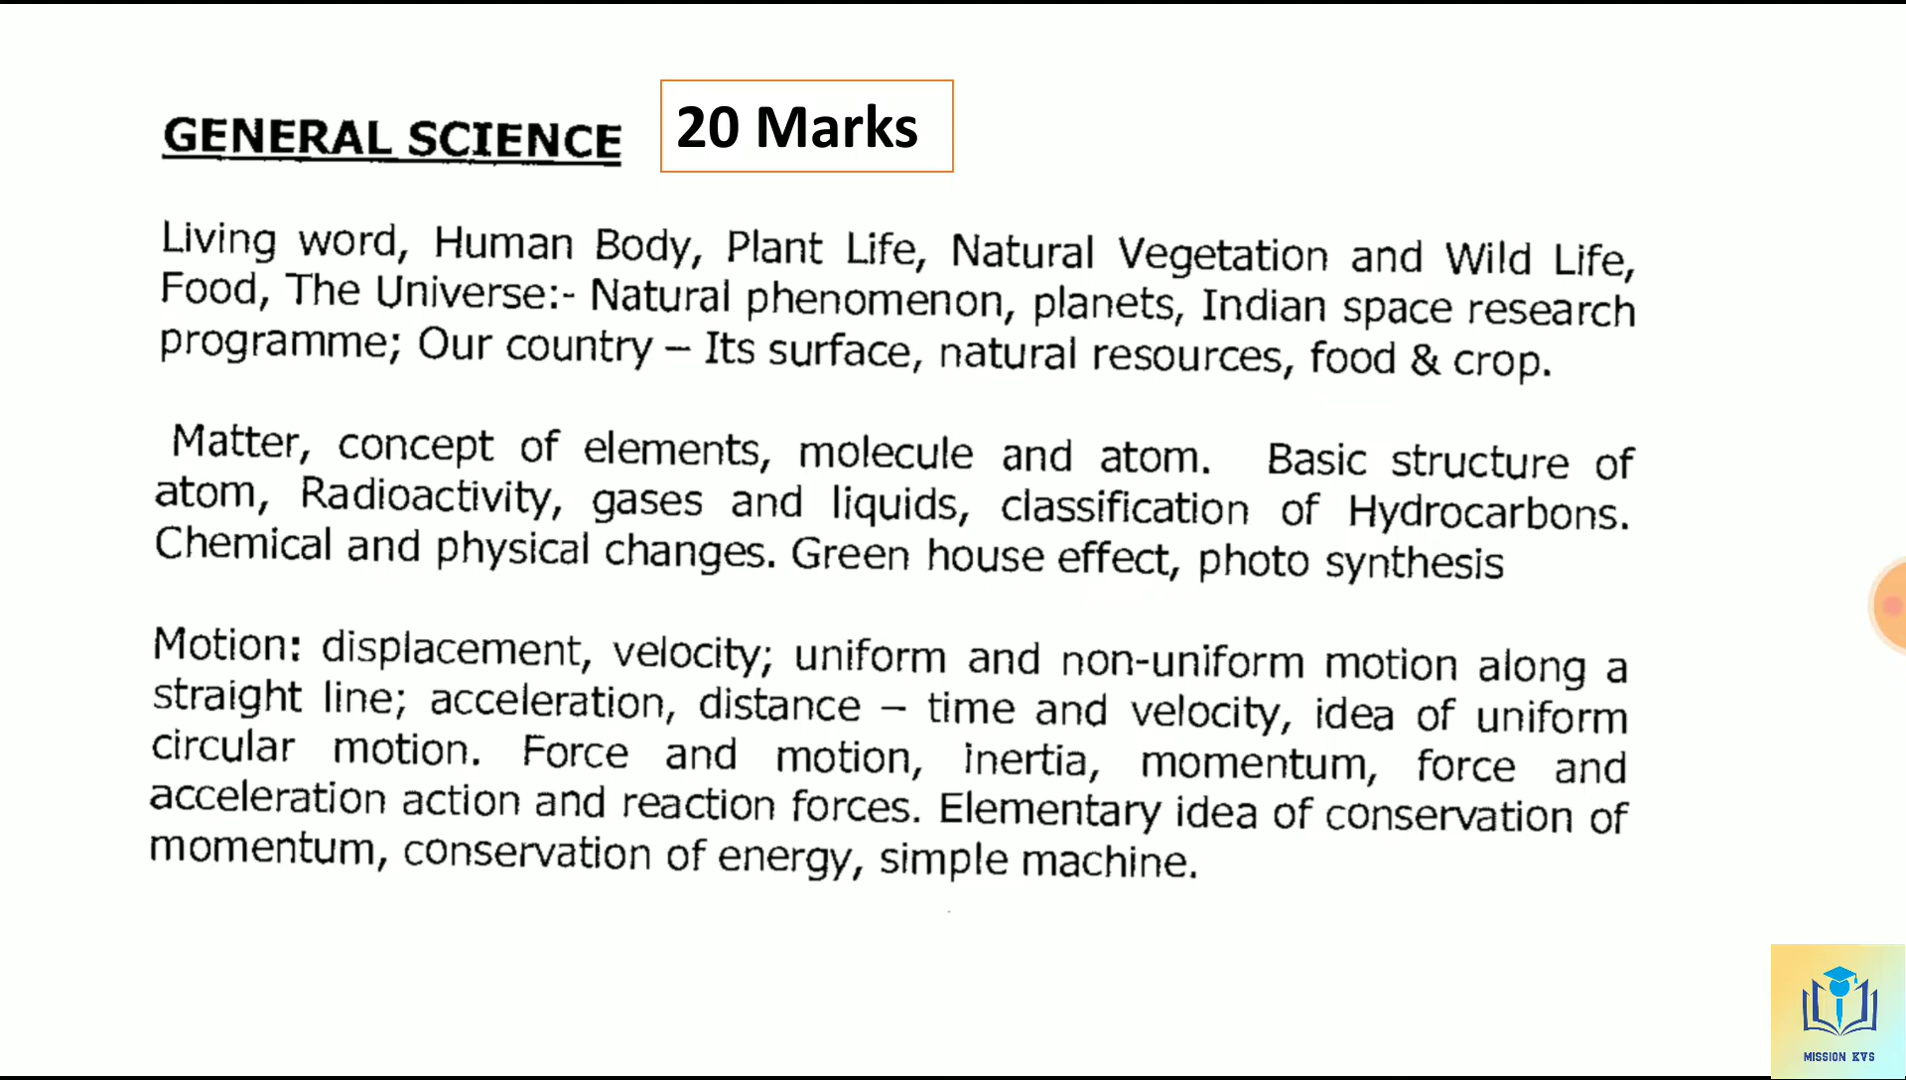 GENERAL SCIENCE 20 Marks
Living word, Human Body, Plant Life, Natural Vegetation and Wild Life,
Food, The Universe:- Natural phenomenon, planets, Indian space research
programme; Our country – Its surface, natural resources, food & crop.
Matter, concept of elements, molecule and atom. Basic structure of
atom, Radioactivity, gases and liquids, classification of Hydrocarbons.
Chemical and physical changes. Green house effect, photo synthesis
Motion: displacement, velocity; uniform and non-uniform motion along a
straight line; acceleration, distance – time and velocity, idea of uniform
circular motion. Force and motion, inertia, momentum, force and
acceleration action and reaction forces. Elementary idea of conservation of
momentum, conservation of energy, simple machine.
MISSION KVS